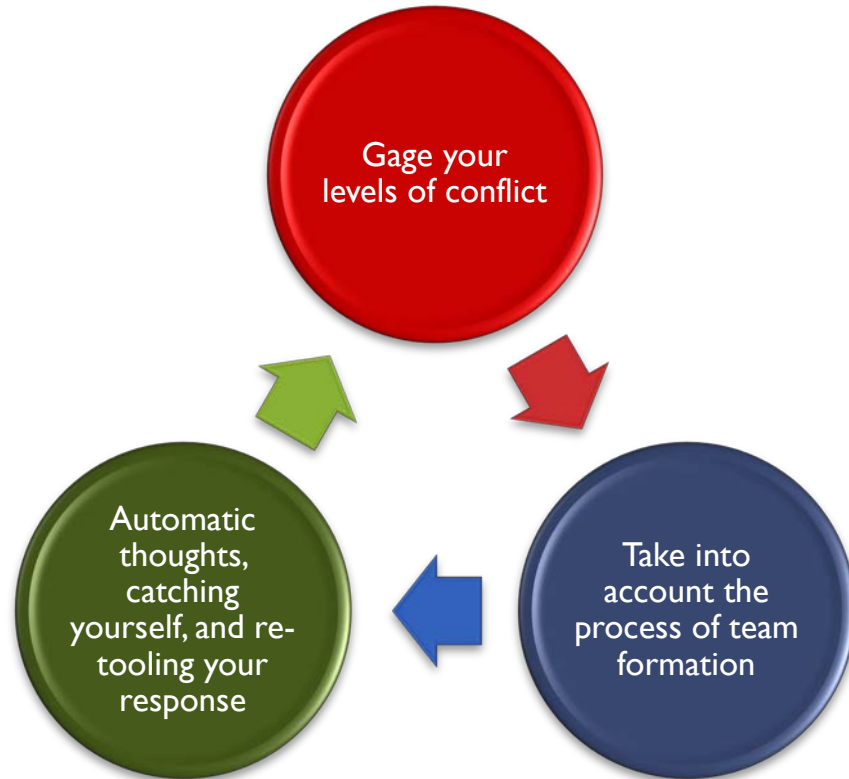 Gage your
levels of conflict
Take into
account the
process of team
formation
Automatic
thoughts,
catching
yourself, and re-
tooling your
response